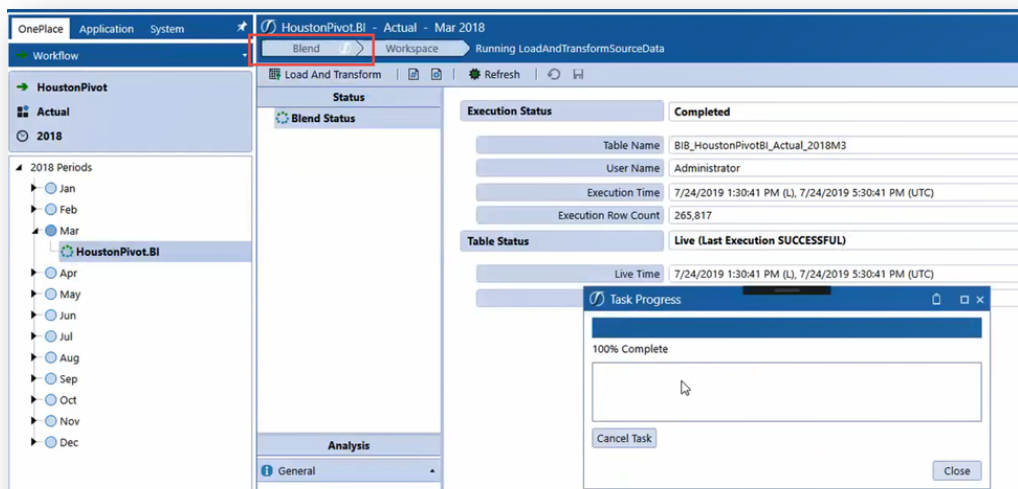 OnePlace Application System
Workflow
HoustonPivot
Actual
2018
2018 Periods
Jan
Feb
Mar
HoustonPivot.BI
Apr
May
Jun
Jul
Aug
Sep
Oct
Nov
Dec
HoustonPivot.BI - Actual - Mar 2018
Blend Workspace Running LoadAndTransformSourceData
Load And Transform Refresh
Status
Blend Status
Analysis
General
Execution Status Completed
Table Name BIB_HoustonPivotBI_Actual_2018M3
User Name Administrator
Execution Time 7/24/2019 1:30:41 PM (L), 7/24/2019 5:30:41 PM (UTC)
Execution Row Count 265,817
Table Status Live (Last Execution SUCCESSFUL)
Live Time 7/24/2019 1:30:41 PM (L), 7/24/2019 5:30:41 PM (UTC)
Task Progress
100% Complete
Cancel Task
Close